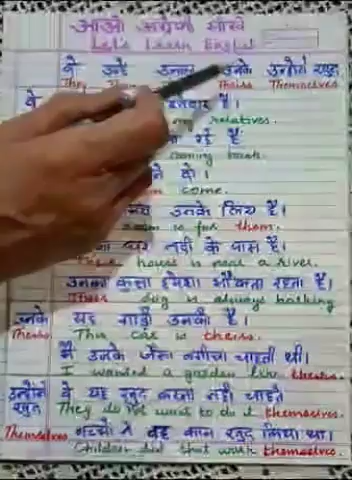 आओ अंग्रेजी सीखें
Let's Learn English
वे उन्हें उनका उनके उन्होंने खुद
They Theirs Themselves
वे है।
my relatives.
रहे हैं
coming back.
दो।
come.
उनके लिए है।
is for them.
घर नदी के पास है।
house is near a river.
उनका कुत्ता हमेशा भौंकता रहता है।
Their dog is always barking
उनके यह गाड़ी उनकी है।
Theirs This car is theirs.
मैं उनके जैसा बगीचा चाहती थी।
I wanted a garden like theirs.
उन्होंने खुद वे यह खुद करना नहीं चाहते
They do not want to do it themselves.
Themselves बच्चों ने वह काम खुद किया था।
Children did that work themselves.